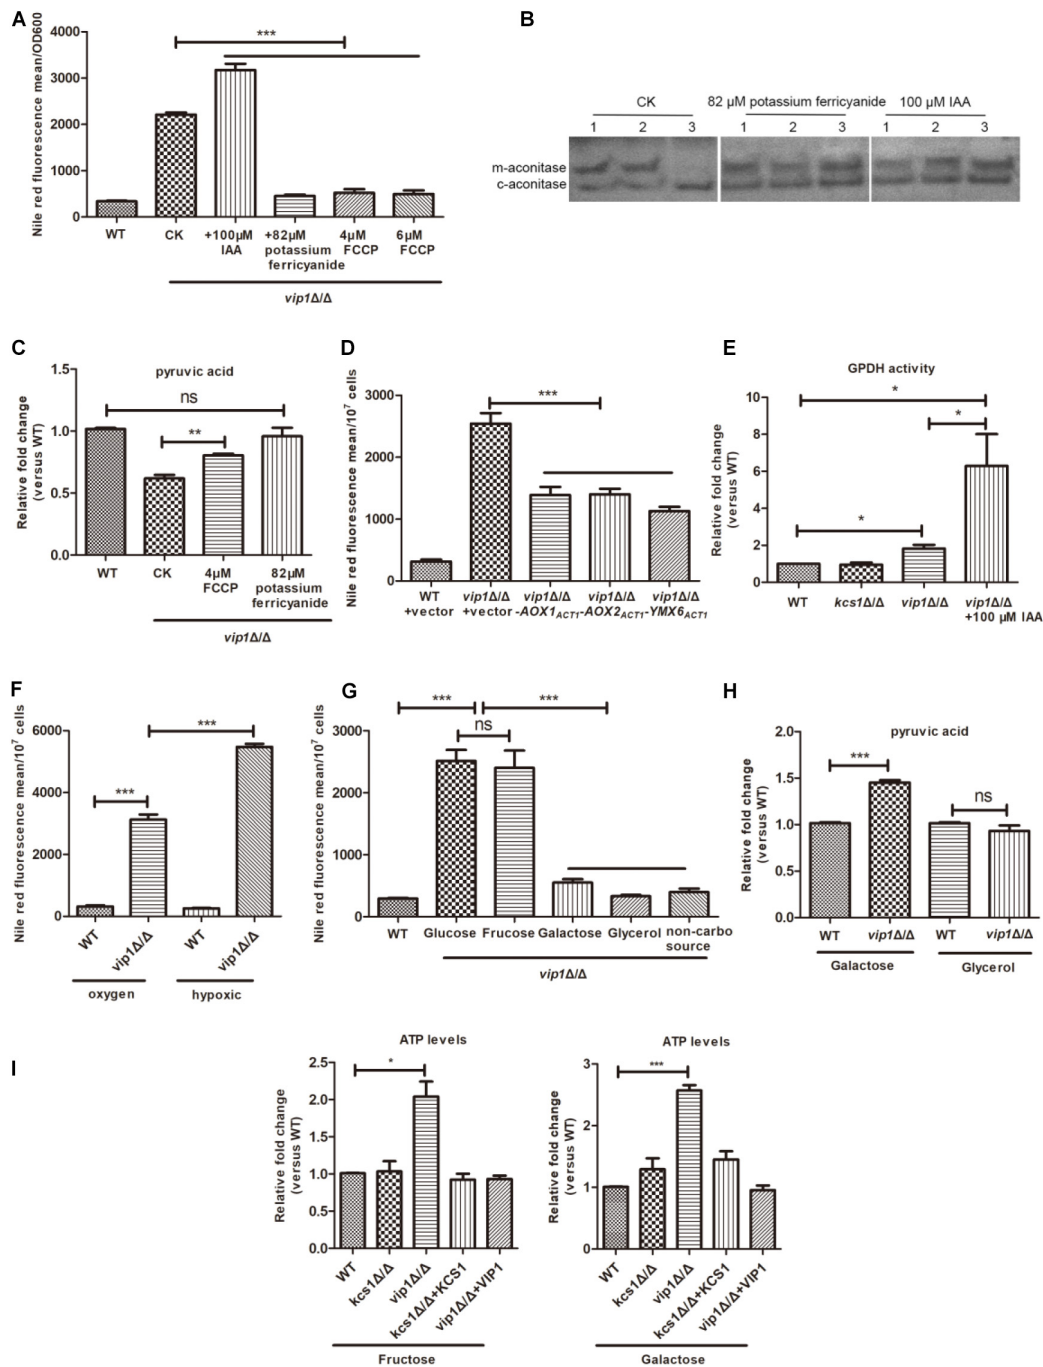 A
Nile red fluorescence mean/OD600
4000
3000
2000
1000
0
***
WT
CK
+100µM IAA
+82µM potassium ferricyanide
4µM FCCP
6µM FCCP
vip1Δ/Δ
B
CK
82 µM potassium ferricyanide
100 µM IAA
1 2 3 1 2 3 1 2 3
m-aconitase
c-aconitase
C
pyruvic acid
Relative fold change
(versus WT)
1.5
1.0
0.5
0.0
ns
**
WT
CK
4µM FCCP
82µM potassium ferricyanide
vip1Δ/Δ
D
Nile red fluorescence mean/10⁷ cells
3000
2000
1000
0
***
WT +vector
vip1Δ/Δ +vector
vip1Δ/Δ -AOX1ACT1
vip1Δ/Δ -AOX2ACT1
vip1Δ/Δ -YMX6ACT1
E
GPDH activity
Relative fold change
(versus WT)
10
8
6
4
2
0
*
*
*
WT
kcs1Δ/Δ
vip1Δ/Δ
vip1Δ/Δ +100 µM IAA
F
Nile red fluorescence mean/10⁷ cells
6000
4000
2000
0
***
***
WT
vip1Δ/Δ
WT
vip1Δ/Δ
oxygen
hypoxic
G
Nile red fluorescence mean/10⁷ cells
3000
2000
1000
0
***
***
ns
WT
Glucose
Frucose
Galactose
Glycerol
non-carbo source
vip1Δ/Δ
H
pyruvic acid
Relative fold change
(versus WT)
2.0
1.5
1.0
0.5
0.0
***
ns
WT
vip1Δ/Δ
WT
vip1Δ/Δ
Galactose
Glycerol
I
ATP levels
Relative fold change
(versus WT)
2.5
2.0
1.5
1.0
0.5
0.0
*
WT
kcs1Δ/Δ
vip1Δ/Δ
kcs1Δ/Δ+KCS1
vip1Δ/Δ+VIP1
Fructose
ATP levels
Relative fold change
(versus WT)
3
2
1
0
***
WT
kcs1Δ/Δ
vip1Δ/Δ
kcs1Δ/Δ+KCS1
vip1Δ/Δ+VIP1
Galactose